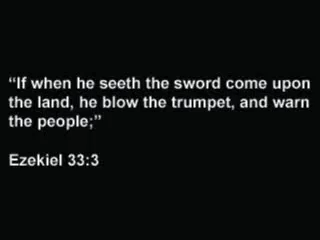 “If when he seeth the sword come upon
the land, he blow the trumpet, and warn
the people;”
Ezekiel 33:3